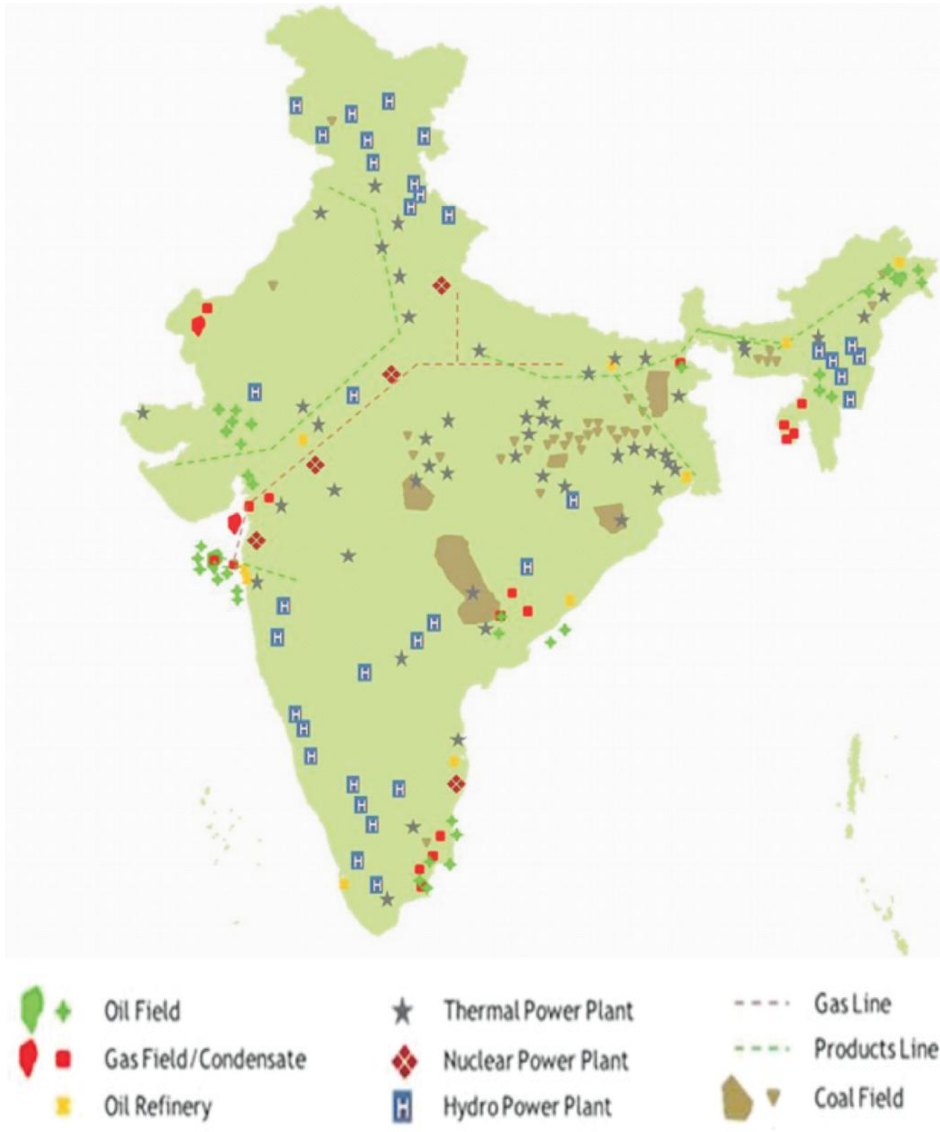 Oil Field
Thermal Power Plant
Gas Line
Gas Field/Condensate
Nuclear Power Plant
Products Line
Oil Refinery
Hydro Power Plant
Coal Field